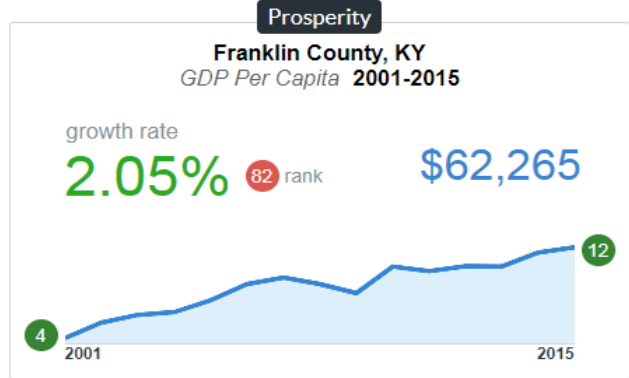 Prosperity
Franklin County, KY
GDP Per Capita 2001-2015
growth rate
2.05% 82 rank $62,265
12
4
2001 2015